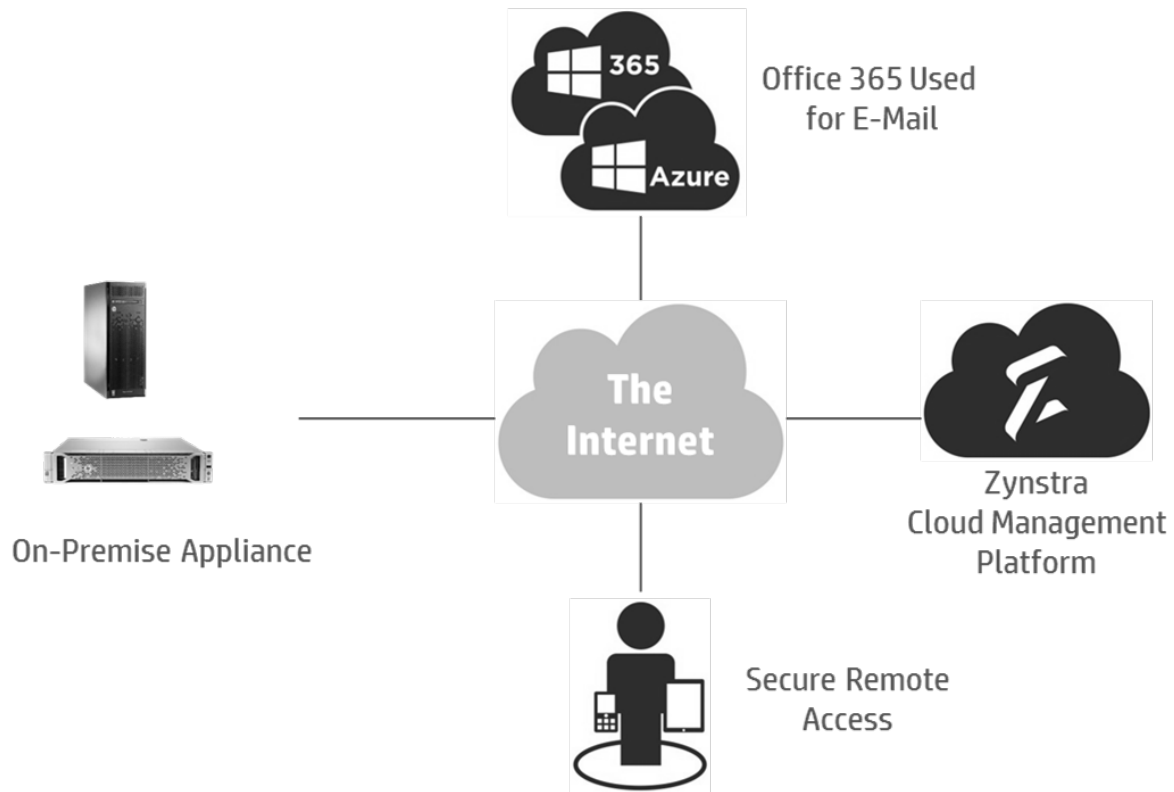 365
Azure
Office 365 Used
for E-Mail
The
Internet
On-Premise Appliance
Zynstra
Cloud Management
Platform
Secure Remote
Access